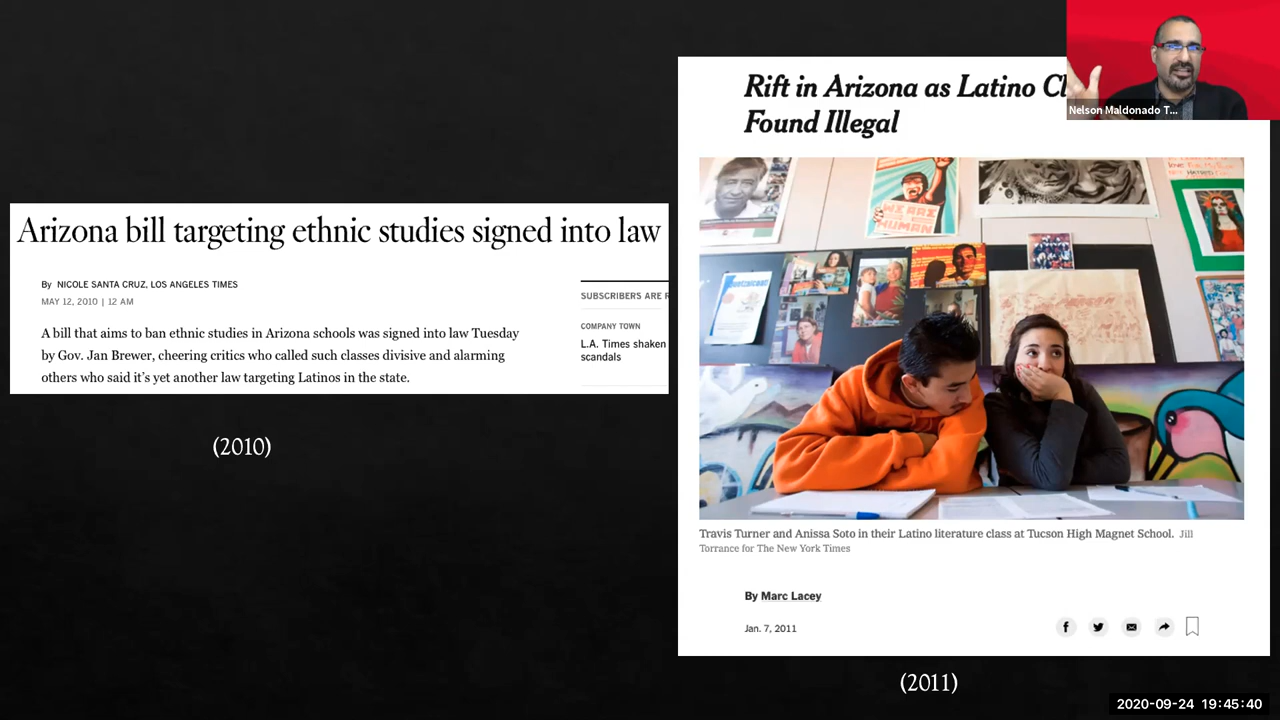 Arizona bill targeting ethnic studies signed into law
By NICOLE SANTA CRUZ, LOS ANGELES TIMES
MAY 12, 2010 | 12 AM
A bill that aims to ban ethnic studies in Arizona schools was signed into law Tuesday
by Gov. Jan Brewer, cheering critics who called such classes divisive and alarming
others who said it's yet another law targeting Latinos in the state.
SUBSCRIBERS ARE R
COMPANY TOWN
L.A. Times shaken
scandals
(2010)
Rift in Arizona as Latino Cl
Found Illegal
WE ARE
HUMAN
Travis Turner and Anissa Soto in their Latino literature class at Tucson High Magnet School. Jill
Torrance for The New York Times
By Marc Lacey
Jan. 7, 2011
(2011)
Nelson Maldonado T...
2020-09-24 19:45:40